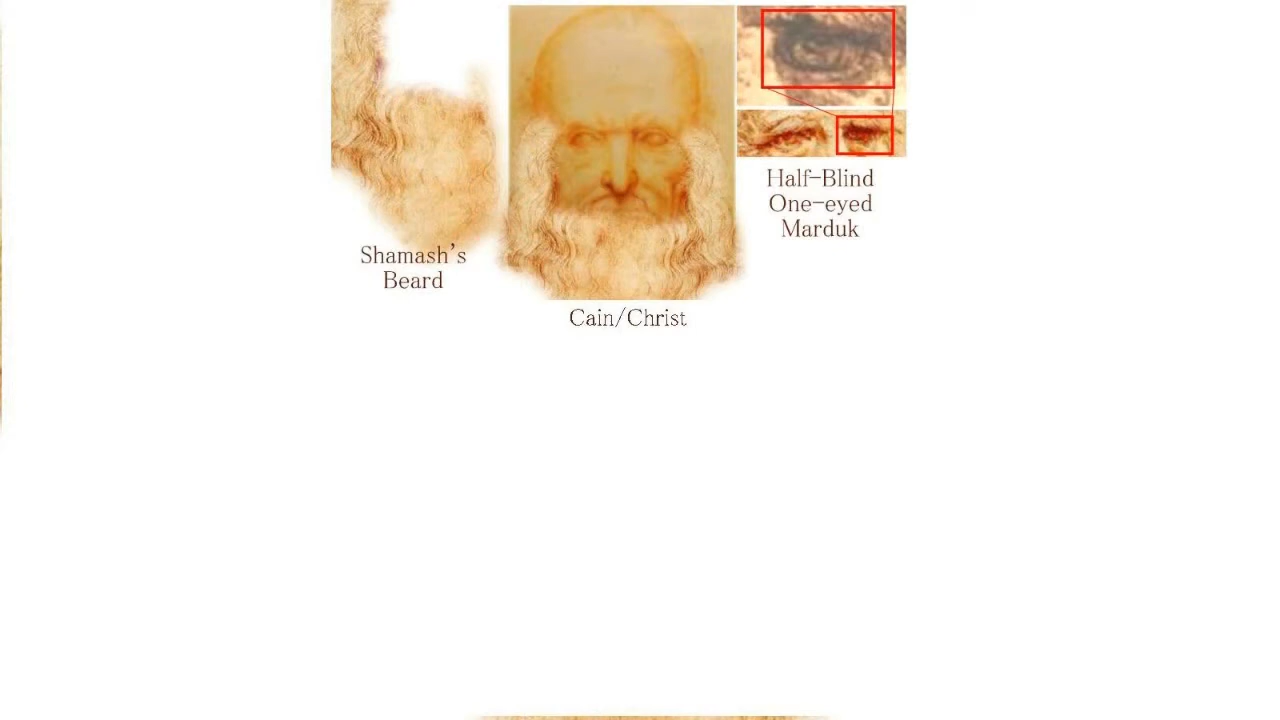 Shamash's
Beard
Cain/Christ
Half-Blind
One-eyed
Marduk